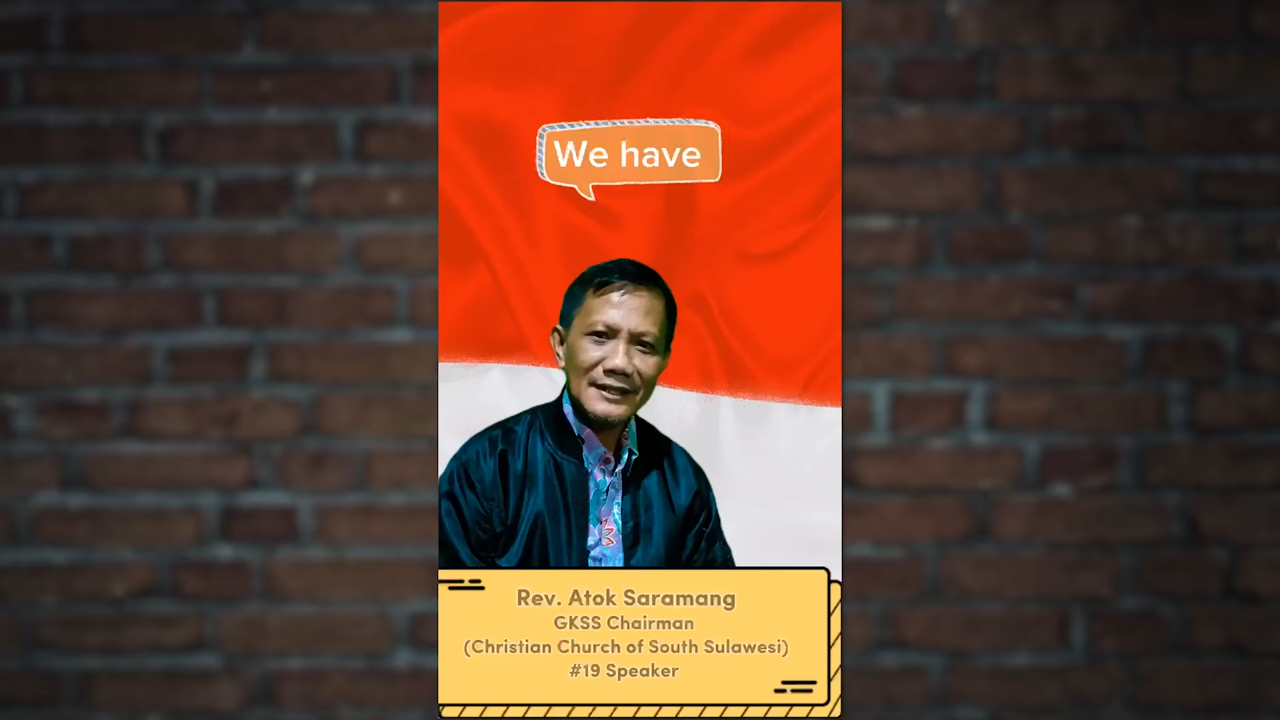 We have
Rev. Atok Saramang
GKSS Chairman
(Christian Church of South Sulawesi)
#19 Speaker